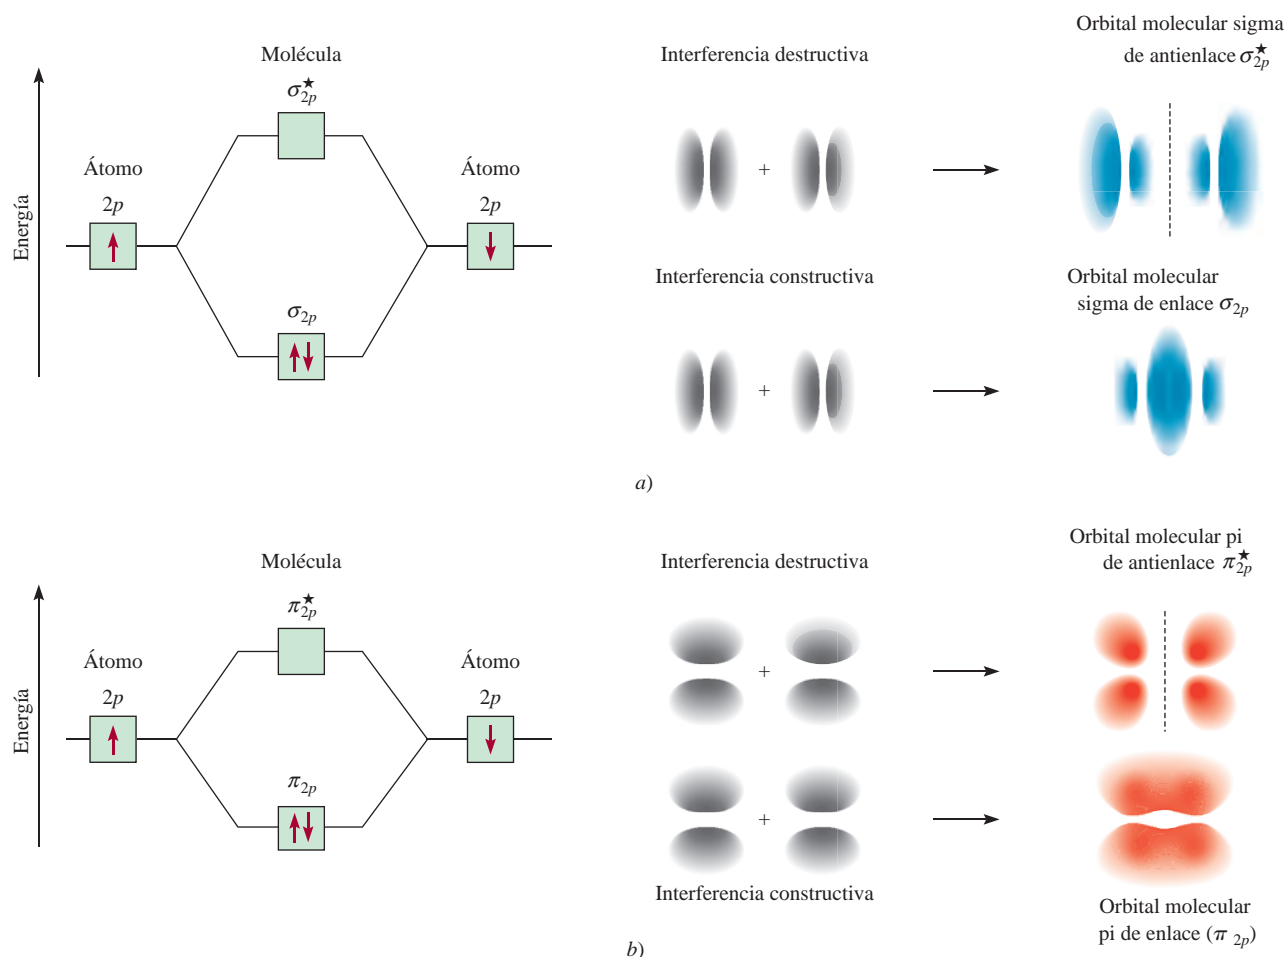 Molécula
σ★2p
Átomo
2p
Átomo
2p
σ2p
Energía
Interferencia destructiva
+
Orbital molecular sigma
de antienlace σ★2p
Interferencia constructiva
+
Orbital molecular
sigma de enlace σ2p
a)
Molécula
π★2p
Átomo
2p
Átomo
2p
π2p
Energía
Interferencia destructiva
+
Orbital molecular pi
de antienlace π★2p
+
Interferencia constructiva
Orbital molecular
pi de enlace (π 2p)
b)